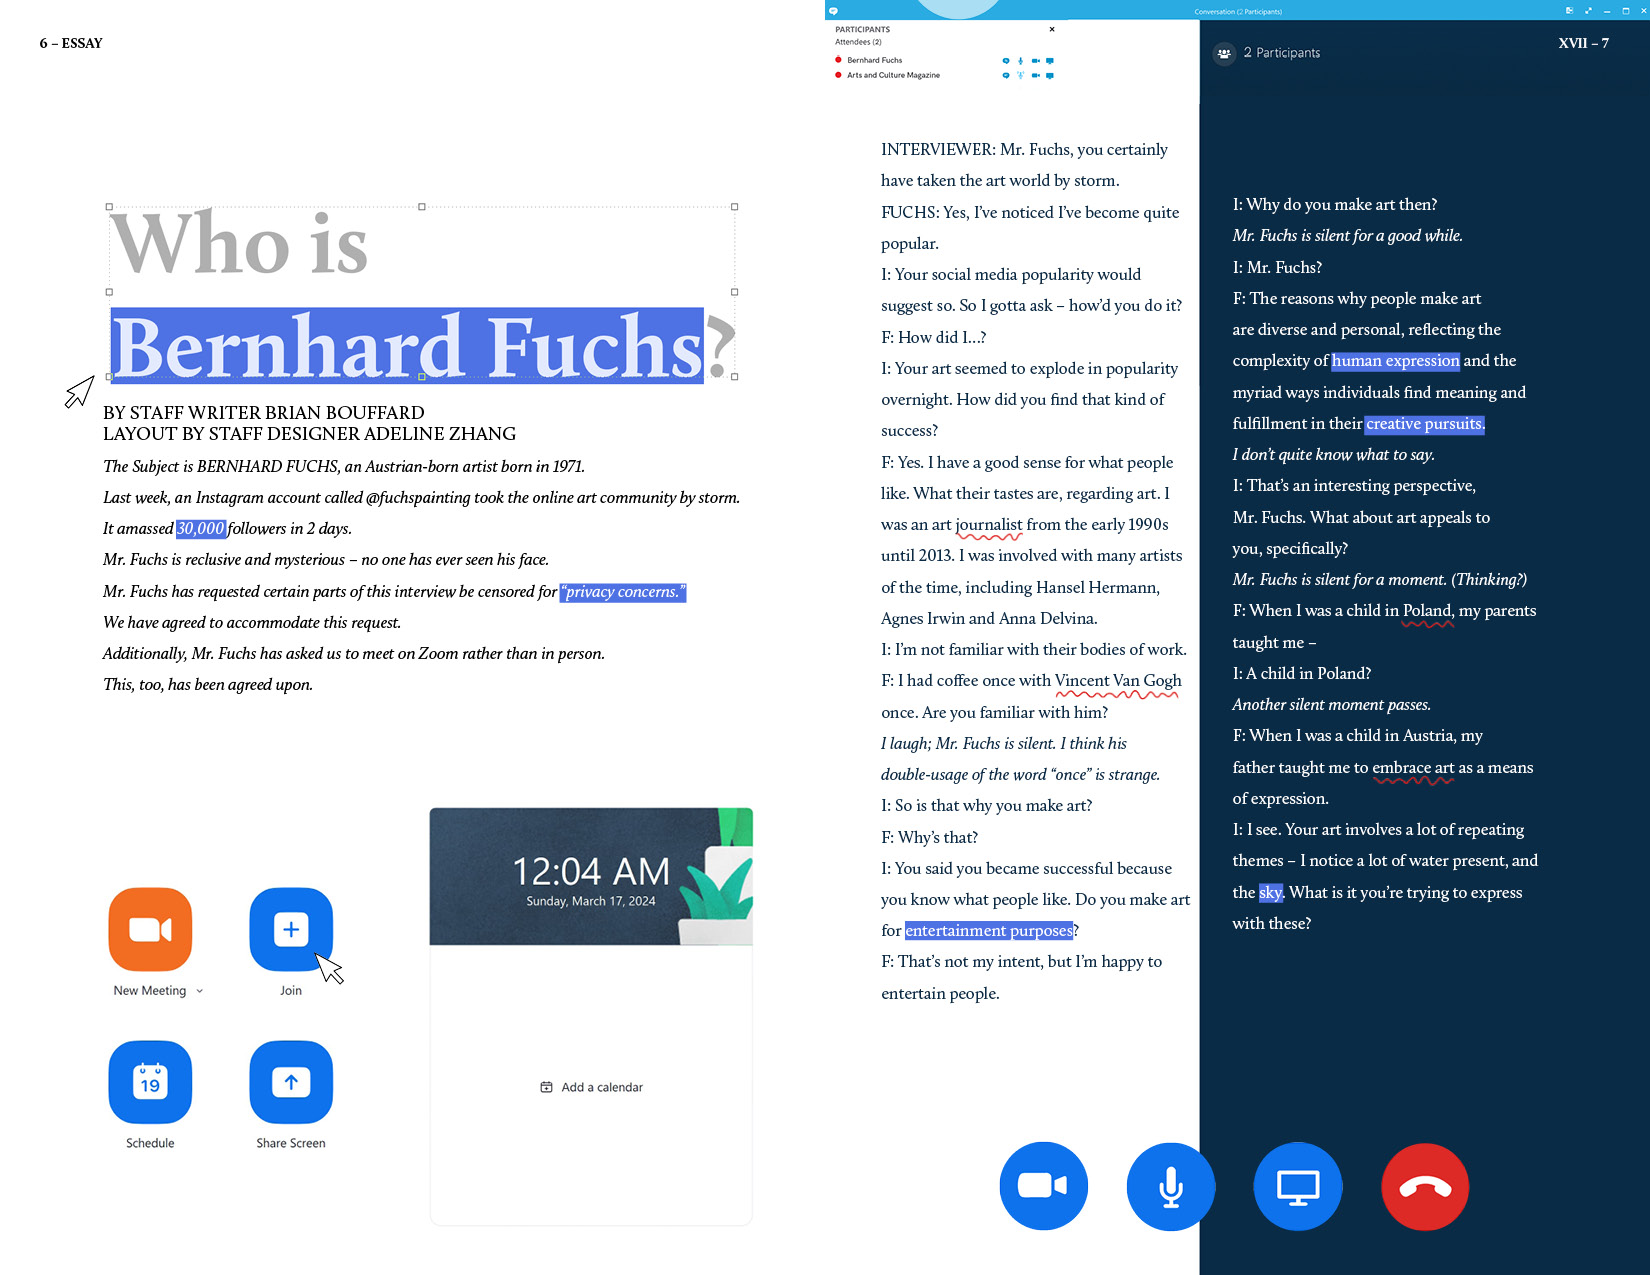 6 – ESSAY
Who is
Bernhard Fuchs?
BY STAFF WRITER BRIAN BOUFFARD
LAYOUT BY STAFF DESIGNER ADELINE ZHANG
The Subject is BERNHARD FUCHS, an Austrian-born artist born in 1971.
Last week, an Instagram account called @fuchspainting took the online art community by storm.
It amassed 30,000 followers in 2 days.
Mr. Fuchs is reclusive and mysterious – no one has ever seen his face.
Mr. Fuchs has requested certain parts of this interview be censored for “privacy concerns.”
We have agreed to accommodate this request.
Additionally, Mr. Fuchs has asked us to meet on Zoom rather than in person.
This, too, has been agreed upon.
New Meeting
Join
19
Schedule
Share Screen
12:04 AM
Sunday, March 17, 2024
Add a calendar
Conversation (2 Participants)
PARTICIPANTS
Attendees (2)
Bernhard Fuchs
Arts and Culture Magazine
2 Participants
XVII – 7
INTERVIEWER: Mr. Fuchs, you certainly
have taken the art world by storm.
FUCHS: Yes, I’ve noticed I’ve become quite
popular.
I: Your social media popularity would
suggest so. So I gotta ask – how’d you do it?
F: How did I...?
I: Your art seemed to explode in popularity
overnight. How did you find that kind of
success?
F: Yes. I have a good sense for what people
like. What their tastes are, regarding art. I
was an art journalist from the early 1990s
until 2013. I was involved with many artists
of the time, including Hansel Hermann,
Agnes Irwin and Anna Delvina.
I: I’m not familiar with their bodies of work.
F: I had coffee once with Vincent Van Gogh
once. Are you familiar with him?
I laugh; Mr. Fuchs is silent. I think his
double-usage of the word “once” is strange.
I: So is that why you make art?
F: Why’s that?
I: You said you became successful because
you know what people like. Do you make art
for entertainment purposes?
F: That’s not my intent, but I’m happy to
entertain people.
I: Why do you make art then?
Mr. Fuchs is silent for a good while.
I: Mr. Fuchs?
F: The reasons why people make art
are diverse and personal, reflecting the
complexity of human expression and the
myriad ways individuals find meaning and
fulfillment in their creative pursuits.
I don’t quite know what to say.
I: That’s an interesting perspective,
Mr. Fuchs. What about art appeals to
you, specifically?
Mr. Fuchs is silent for a moment. (Thinking?)
F: When I was a child in Poland, my parents
taught me –
I: A child in Poland?
Another silent moment passes.
F: When I was a child in Austria, my
father taught me to embrace art as a means
of expression.
I: I see. Your art involves a lot of repeating
themes – I notice a lot of water present, and
the sky. What is it you’re trying to express
with these?